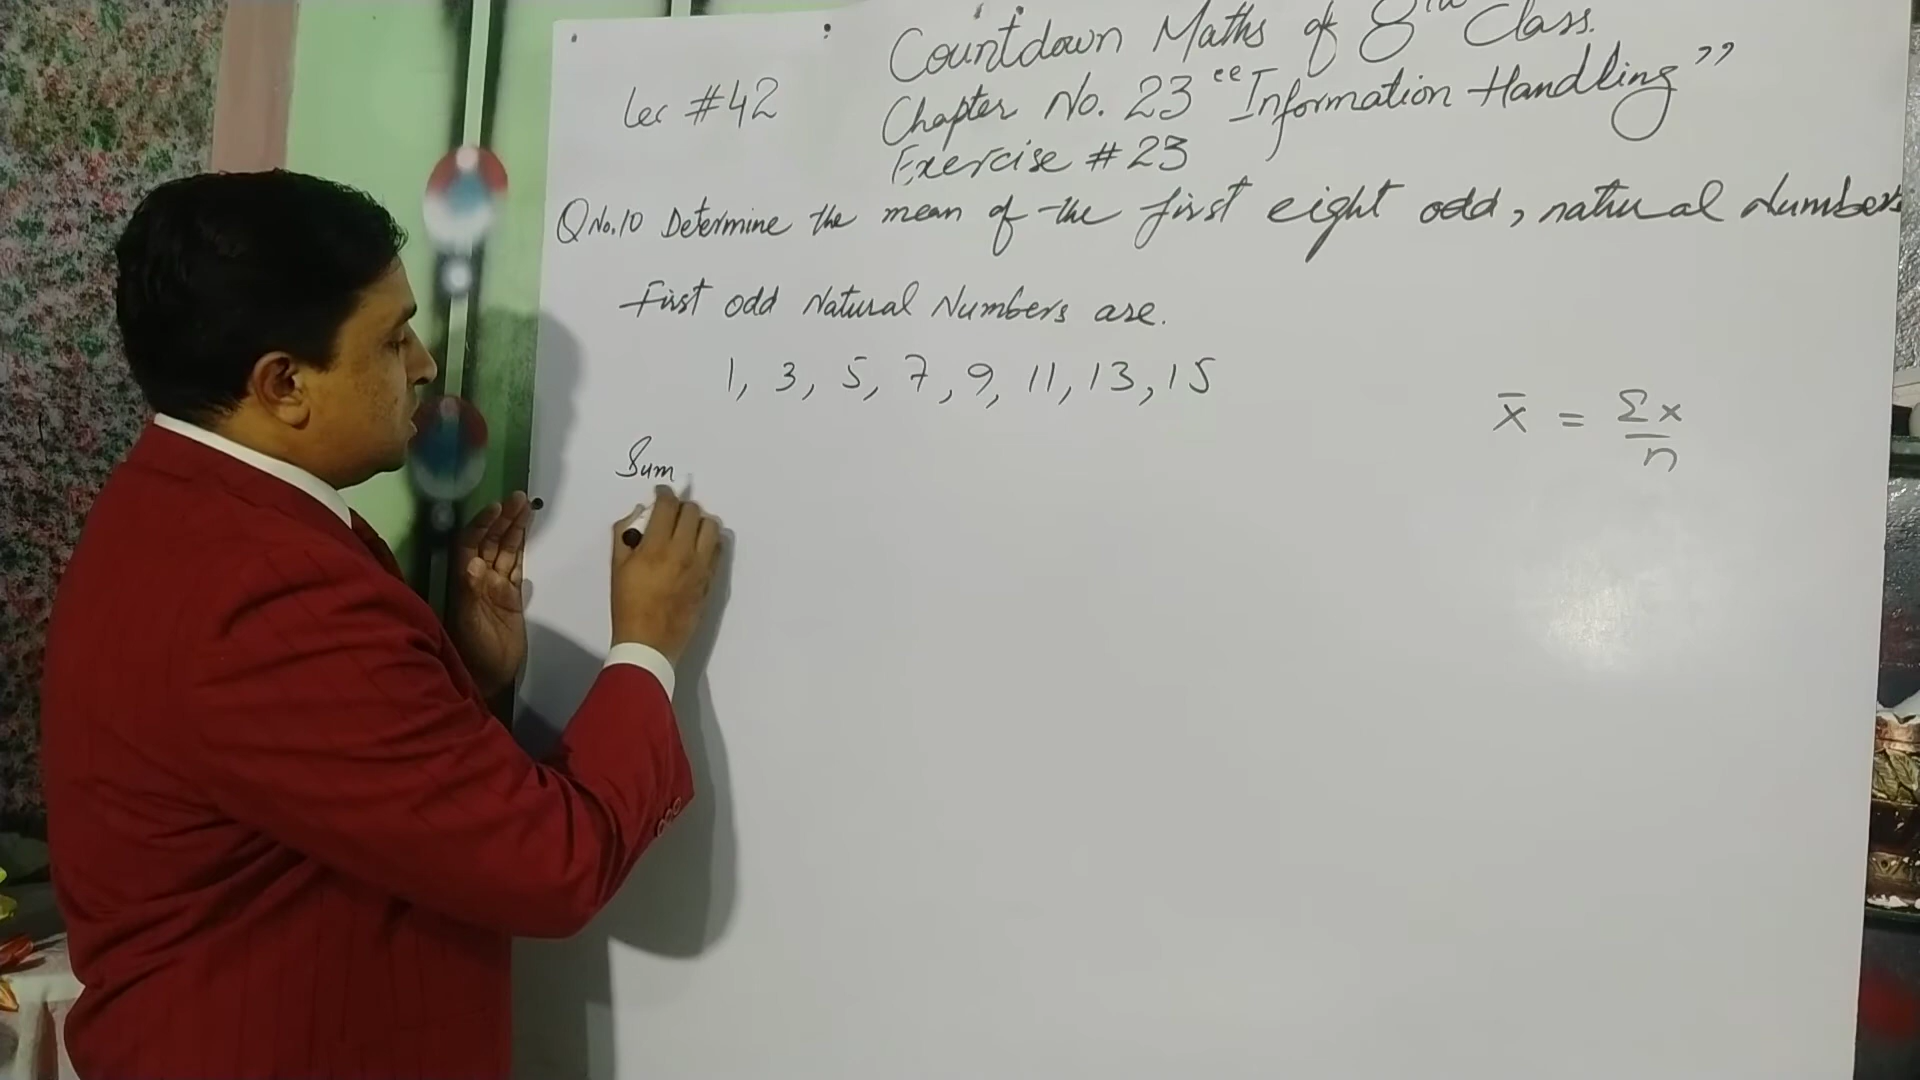 Lec #42
Countdown Maths of 8th Class.
Chapter No. 23 "Information Handling"
Exercise #23
Q No.10 Determine the mean of the first eight odd, natural Numbers
First odd Natural Numbers are.
1, 3, 5, 7, 9, 11, 13, 15
x̄ = Σx
n
Sum